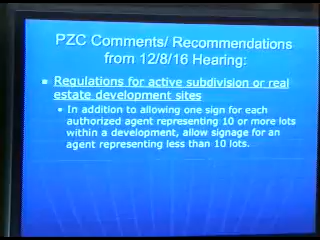 PZC Comments/ Recommendations
from 12/8/16 Hearing:
Regulations for active subdivision or real
estate development sites
In addition to allowing one sign for each
authorized agent representing 10 or more lots
within a development, allow signage for an
agent representing less than 10 lots.